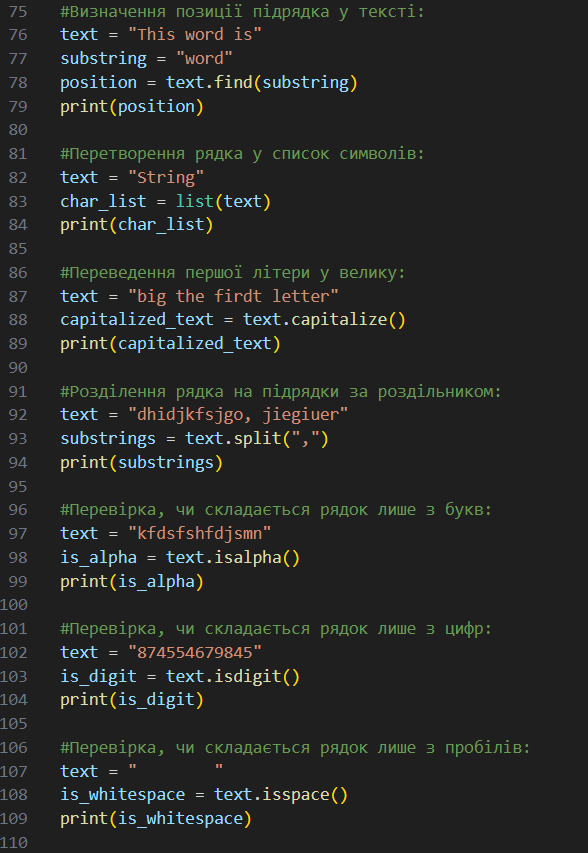 75 #Визначення позиції підрядка у тексті:
76 text = "This word is"
77 substring = "word"
78 position = text.find(substring)
79 print(position)
80
81 #Перетворення рядка у список символів:
82 text = "String"
83 char_list = list(text)
84 print(char_list)
85
86 #Переведення першої літери у велику:
87 text = "big the firdt letter"
88 capitalized_text = text.capitalize()
89 print(capitalized_text)
90
91 #Розділення рядка на підрядки за роздільником:
92 text = "dhidjkfsjgo, jiegiuer"
93 substrings = text.split(",")
94 print(substrings)
95
96 #Перевірка, чи складається рядок лише з букв:
97 text = "kfdsfshfdjsmn"
98 is_alpha = text.isalpha()
99 print(is_alpha)
100
101 #Перевірка, чи складається рядок лише з цифр:
102 text = "874554679845"
103 is_digit = text.isdigit()
104 print(is_digit)
105
106 #Перевірка, чи складається рядок лише з пробілів:
107 text = "        "
108 is_whitespace = text.isspace()
109 print(is_whitespace)
110